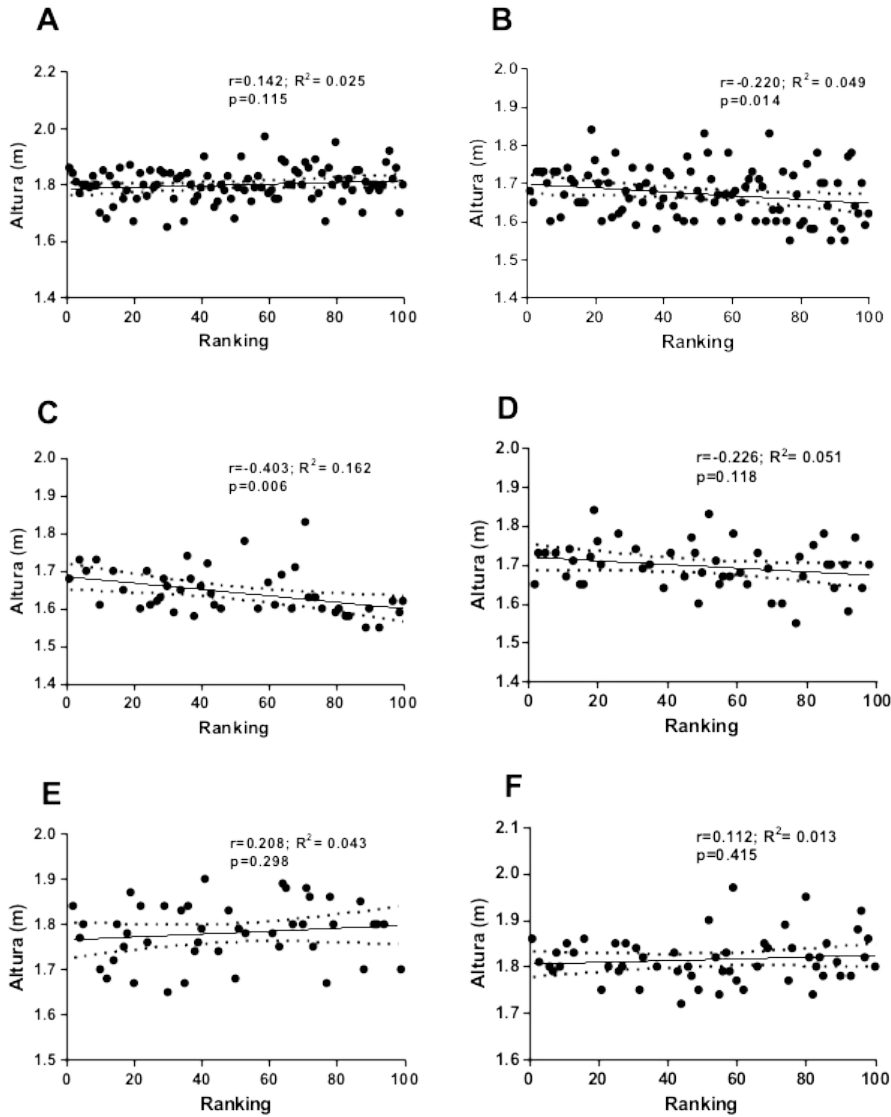 A
r=0.142; R²= 0.025
p=0.115
2.2
2.0
1.8
1.6
1.4
Altura (m)
0 20 40 60 80 100
Ranking
B
r=-0.220; R²= 0.049
p=0.014
2.0
1.9
1.8
1.7
1.6
1.5
1.4
Altura (m)
0 20 40 60 80 100
Ranking
C
r=-0.403; R²= 0.162
p=0.006
2.0
1.9
1.8
1.7
1.6
1.5
1.4
Altura (m)
0 20 40 60 80 100
Ranking
D
r=-0.226; R²= 0.051
p=0.118
2.0
1.9
1.8
1.7
1.6
1.5
1.4
Altura (m)
0 20 40 60 80 100
Ranking
E
r=0.208; R²= 0.043
p=0.298
2.0
1.9
1.8
1.7
1.6
1.5
Altura (m)
0 20 40 60 80 100
Ranking
F
r=0.112; R²= 0.013
p=0.415
2.1
2.0
1.9
1.8
1.7
1.6
Altura (m)
0 20 40 60 80 100
Ranking